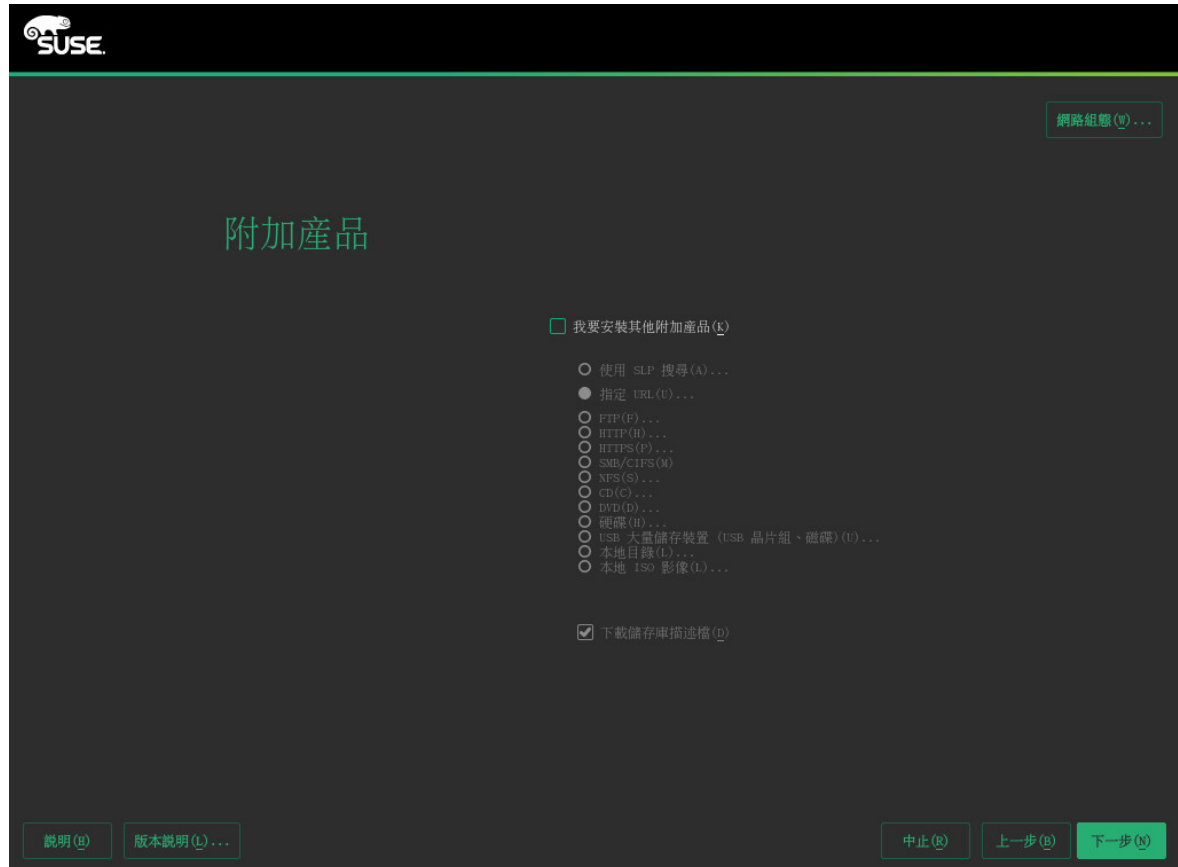 SUSE.
網路組態(W)...
附加產品
我要安裝其他附加產品(K)
使用 SLP 搜尋(A)...
指定 URL(U)...
FTP(F)...
HTTP(H)...
HTTPS(P)...
SMB/CIFS(M)
NFS(S)...
CD(C)...
DVD(D)...
硬碟(H)...
USB 大量儲存裝置 (USB 晶片組、磁碟)(U)...
本地目錄(L)...
本地 ISO 影像(L)...
下載儲存庫描述檔(D)
說明(H) 版本說明(L)... 中止(R) 上一步(B) 下一步(N)